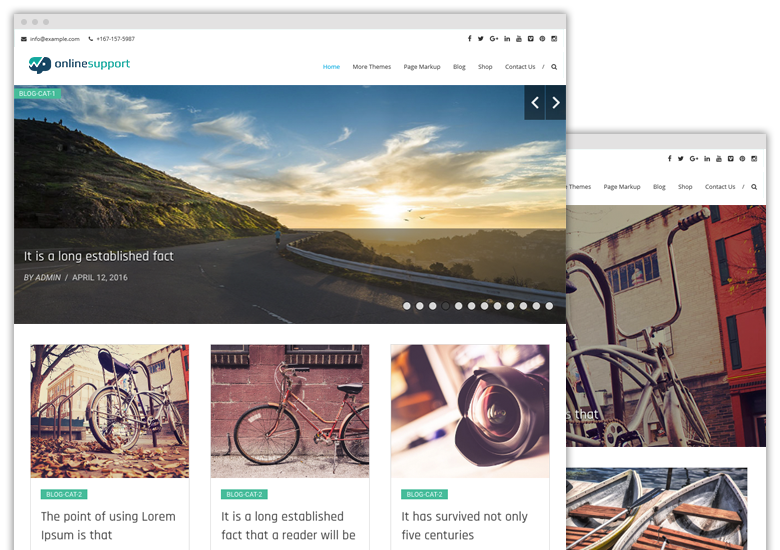 info@example.com +167-157-5987
onlinesupport
Home More Themes Page Markup Blog Shop Contact Us /
BLOG-CAT-1
It is a long established fact
BY ADMIN / APRIL 12, 2016
BLOG-CAT-2
The point of using Lorem
Ipsum is that
BLOG-CAT-2
It is a long established
fact that a reader will be
BLOG-CAT-2
It has survived not only
five centuries
Themes Page Markup Blog Shop Contact Us /
that